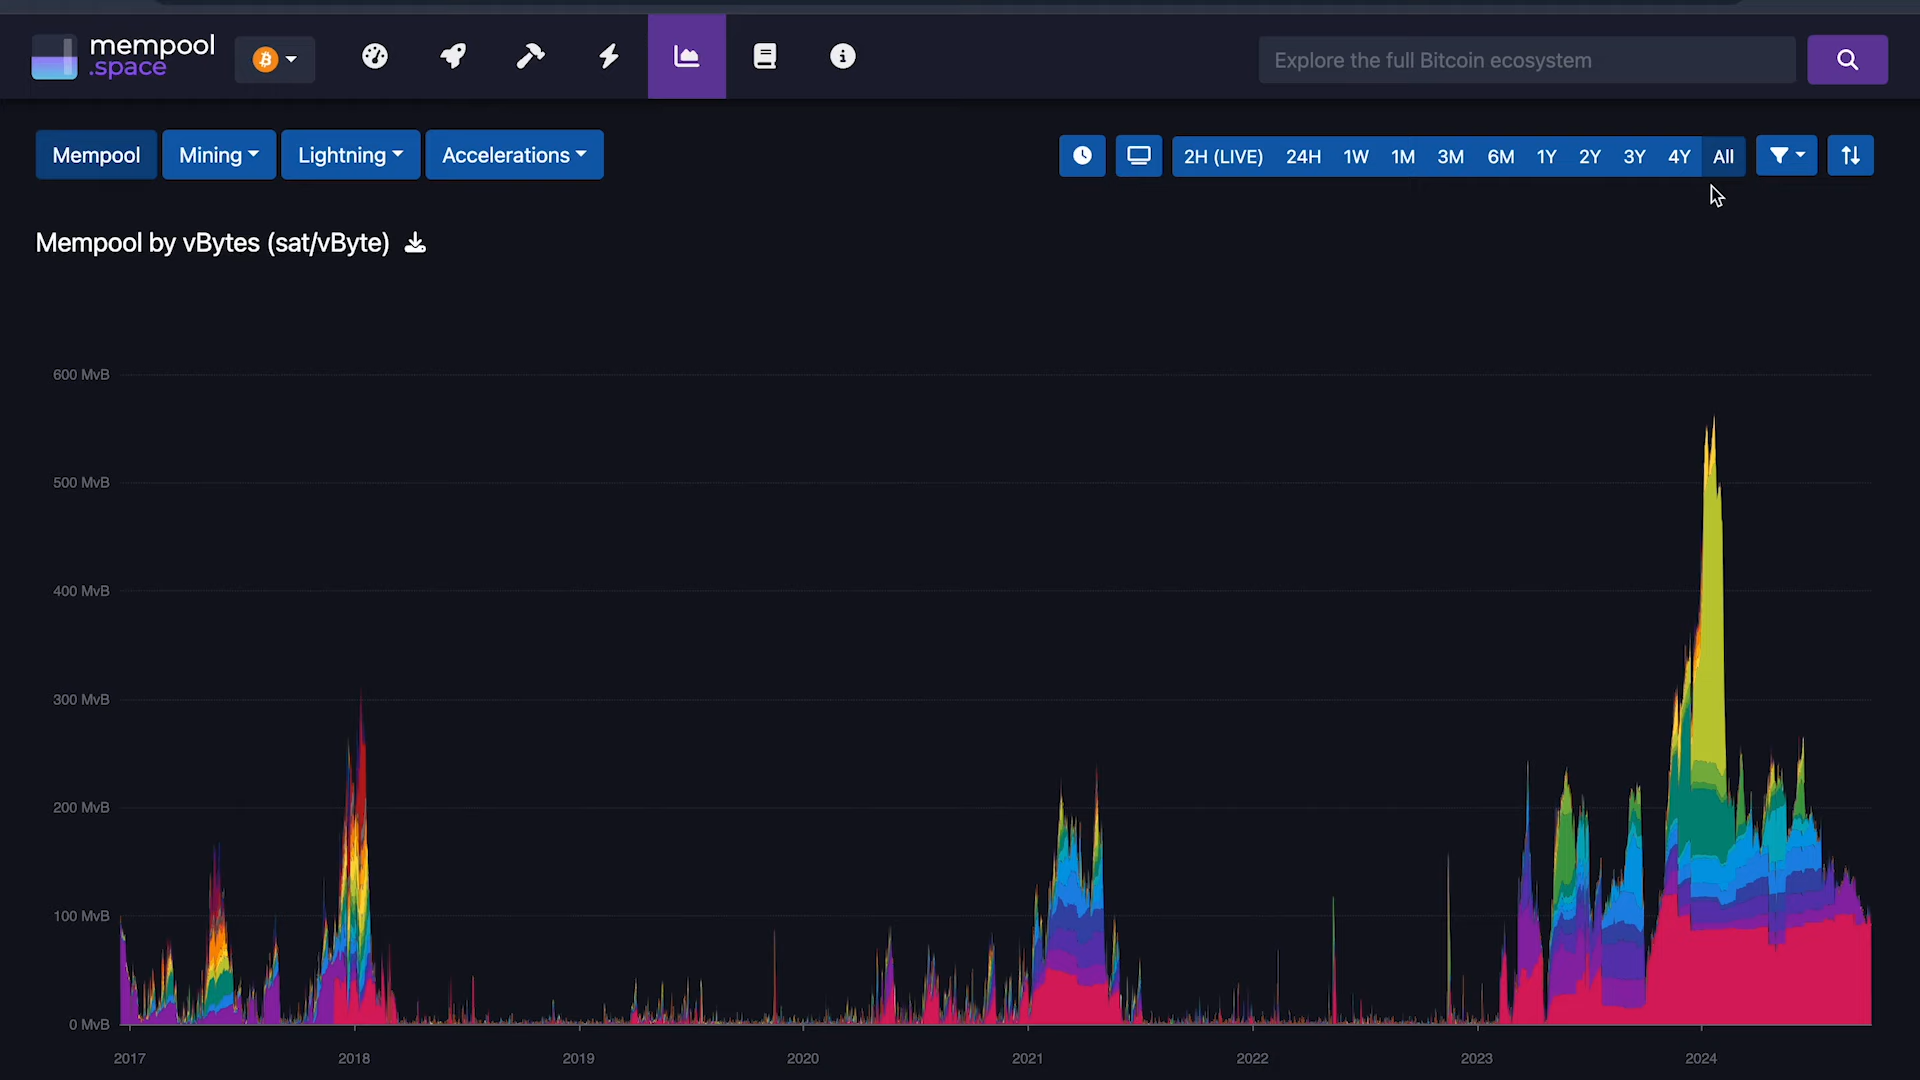 mempool
.space
Explore the full Bitcoin ecosystem
Mempool Mining Lightning Accelerations
2H (LIVE) 24H 1W 1M 3M 6M 1Y 2Y 3Y 4Y All
Mempool by vBytes (sat/vByte)
600 MvB
500 MvB
400 MvB
300 MvB
200 MvB
100 MvB
0 MvB
2017 2018 2019 2020 2021 2022 2023 2024